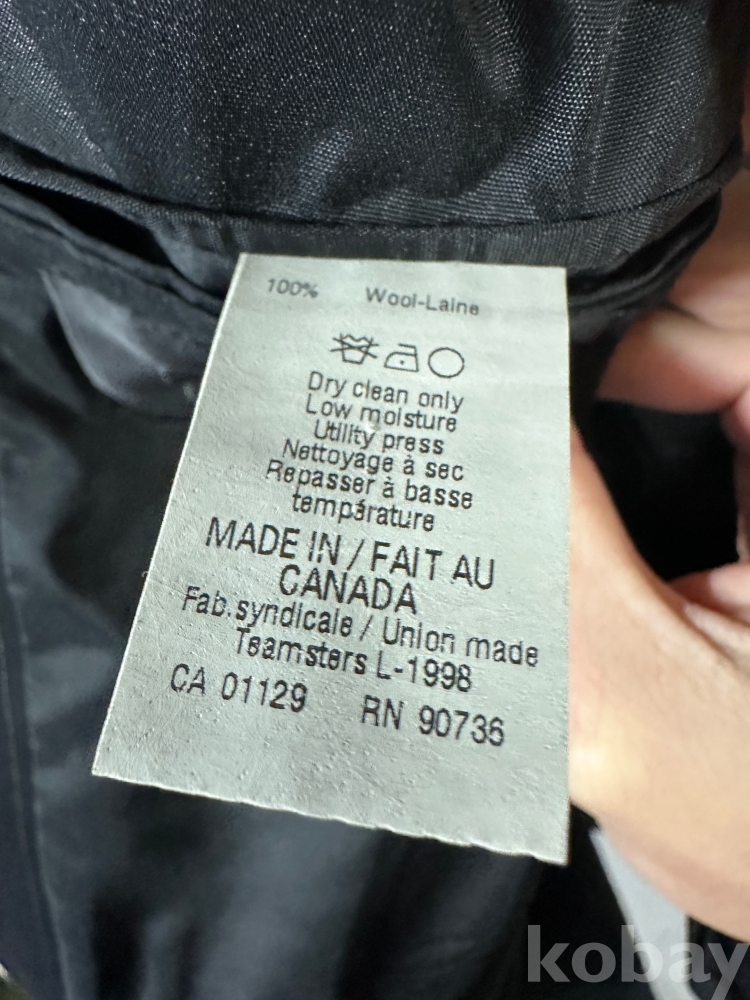 100% Wool-Laine
Dry clean only
Low moisture
Utility press
Nettoyage à sec
Repasser à basse
température
MADE IN / FAIT AU
CANADA
Fab.syndicale / Union made
Teamsters L-1998
CA 01129 RN 90736
kobay